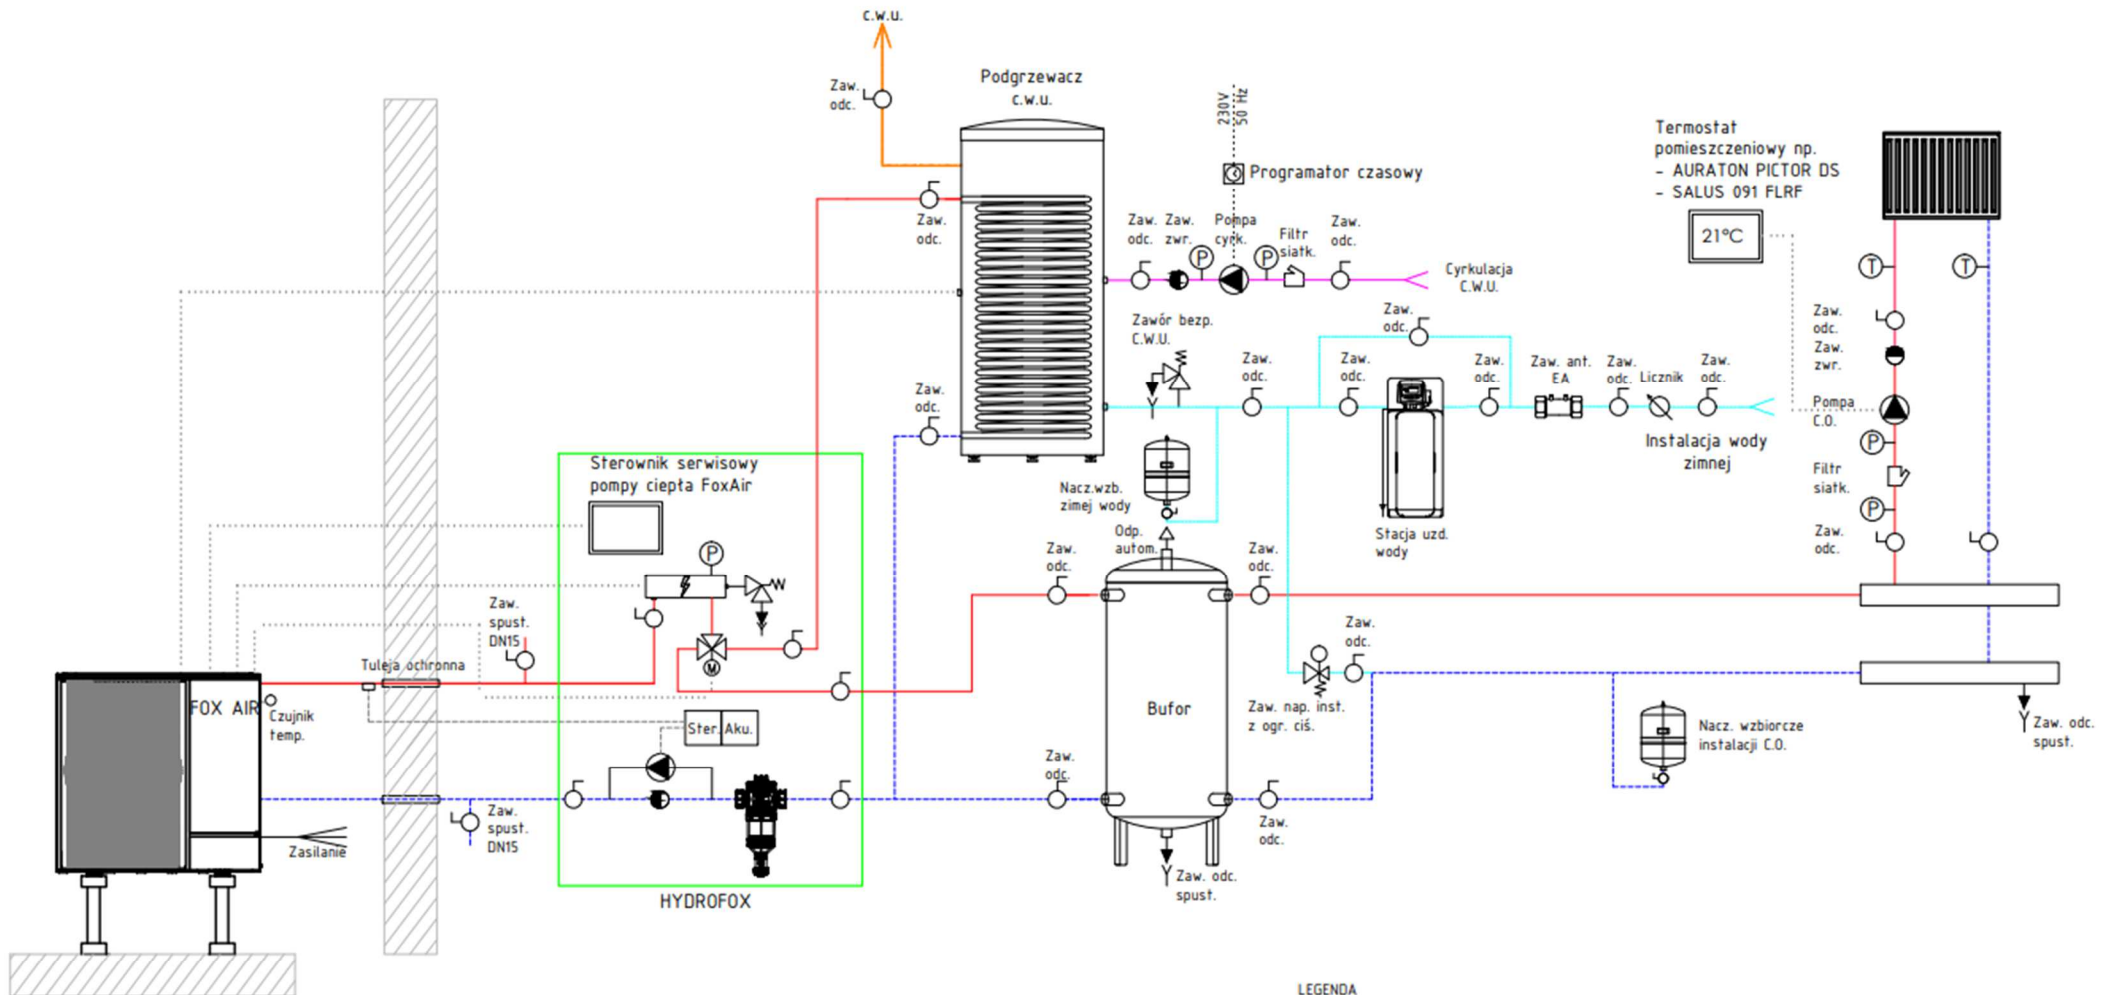 c.w.u.
Zaw.
odc.
Podgrzewacz
c.w.u.
230V
50 Hz
Programator czasowy
Termostat
pomieszczeniowy np.
- AURATON PICTOR DS
- SALUS 091 FLRF
21°C
Zaw.
odc.
Zaw.
odc.
Zaw.
zwr.
Pompa
cyrk.
P
P
Filtr
siatk.
Zaw.
odc.
Cyrkulacja
C.W.U.
T
T
Zawór bezp.
C.W.U.
Zaw.
odc.
Zaw.
odc.
Zaw.
odc.
Zaw.
odc.
Zaw. ant.
EA
Zaw.
odc.
Licznik
Zaw.
odc.
Instalacja wody
zimnej
Zaw.
odc.
Zaw.
zwr.
Pompa
C.O.
P
Filtr
siatk.
P
Zaw.
odc.
Zaw.
odc.
Sterownik serwisowy
pompy ciepła FoxAir
P
M
Nacz.wzb.
zimej wody
Odp.
autom.
Stacja uzd.
wody
Zaw.
odc.
Zaw.
odc.
Zaw.
spust.
DN15
Tuleja ochronna
FOX AIR
Czujnik
temp.
Ster.
Aku.
Bufor
Zaw.
odc.
Zaw. nap. inst.
z ogr. ciś.
Nacz. wzbiorcze
instalacji C.O.
Zaw. odc.
spust.
Zaw.
odc.
Zaw.
odc.
Zaw.
spust.
DN15
Zasilanie
Zaw. odc.
spust.
HYDROFOX
LEGENDA